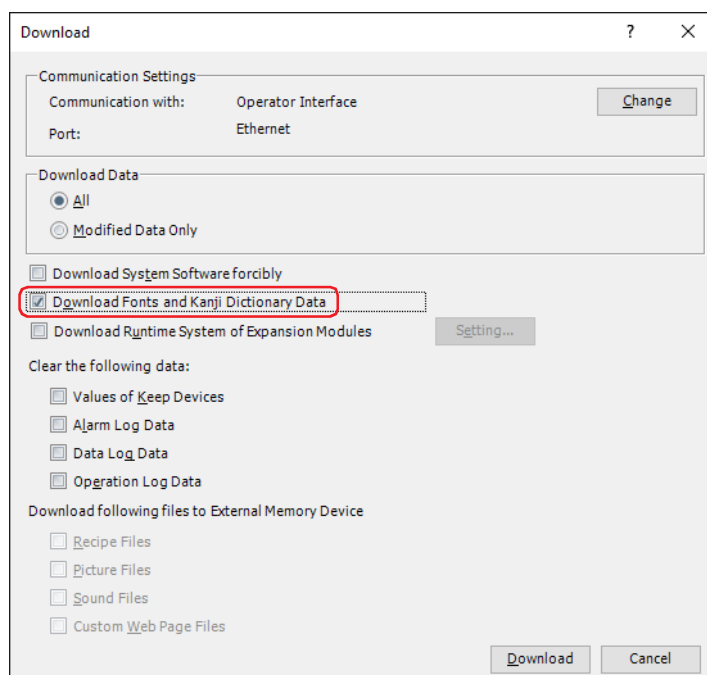 Download ? X
Communication Settings
Communication with: Operator Interface Change
Port: Ethernet
Download Data
All
Modified Data Only
Download System Software forcibly
Download Fonts and Kanji Dictionary Data
Download Runtime System of Expansion Modules Setting...
Clear the following data:
Values of Keep Devices
Alarm Log Data
Data Log Data
Operation Log Data
Download following files to External Memory Device
Recipe Files
Picture Files
Sound Files
Custom Web Page Files
Download Cancel